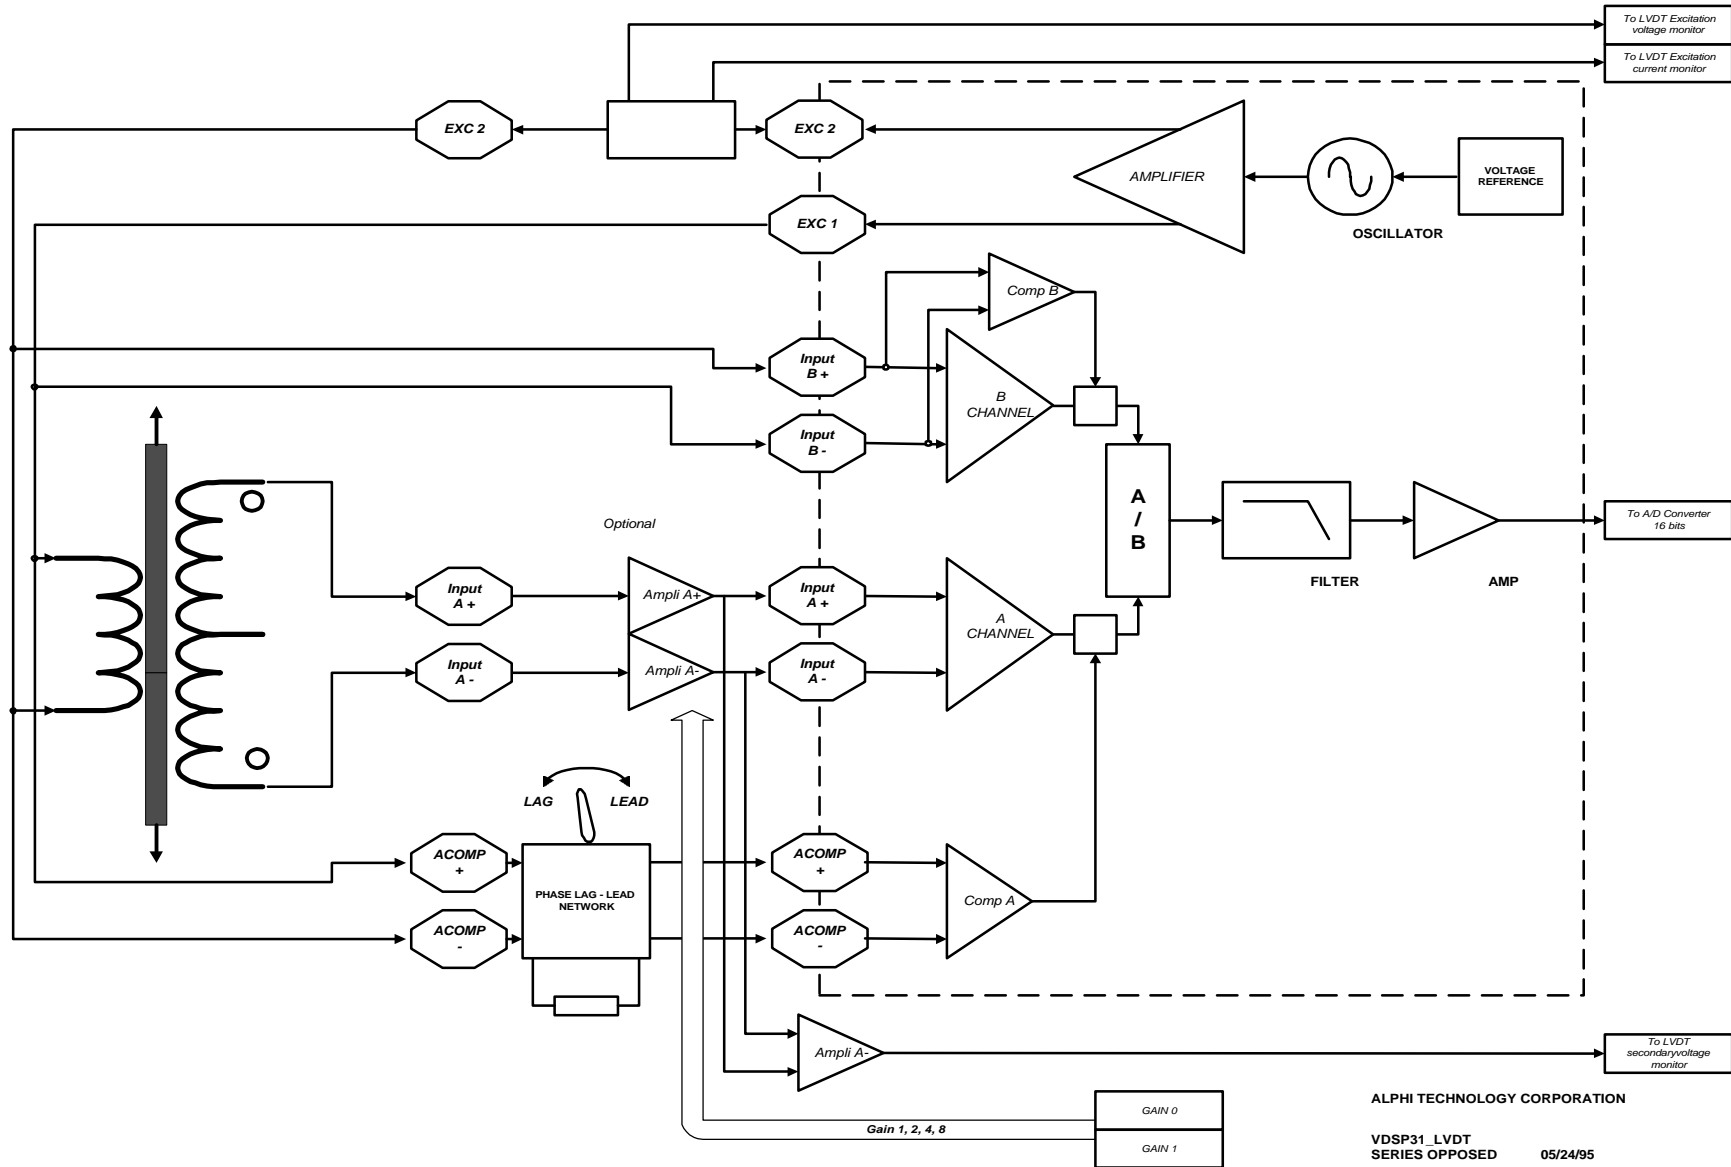 To LVDT Excitation
voltage monitor
To LVDT Excitation
current monitor
EXC 2
EXC 2
AMPLIFIER
VOLTAGE
REFERENCE
EXC 1
OSCILLATOR
Comp B
Input
B +
B
CHANNEL
Input
B -
A
/
B
Optional
To A/D Converter
16 bits
FILTER
AMP
Input
A +
Ampli A+
Input
A +
A
CHANNEL
Input
A -
Ampli A-
Input
A -
LAG
LEAD
ACOMP
+
PHASE LAG - LEAD
NETWORK
ACOMP
+
Comp A
ACOMP
-
ACOMP
-
Ampli A-
To LVDT
secondaryvoltage
monitor
GAIN 0
Gain 1, 2, 4, 8
GAIN 1
ALPHI TECHNOLOGY CORPORATION
VDSP31_LVDT
SERIES OPPOSED 05/24/95